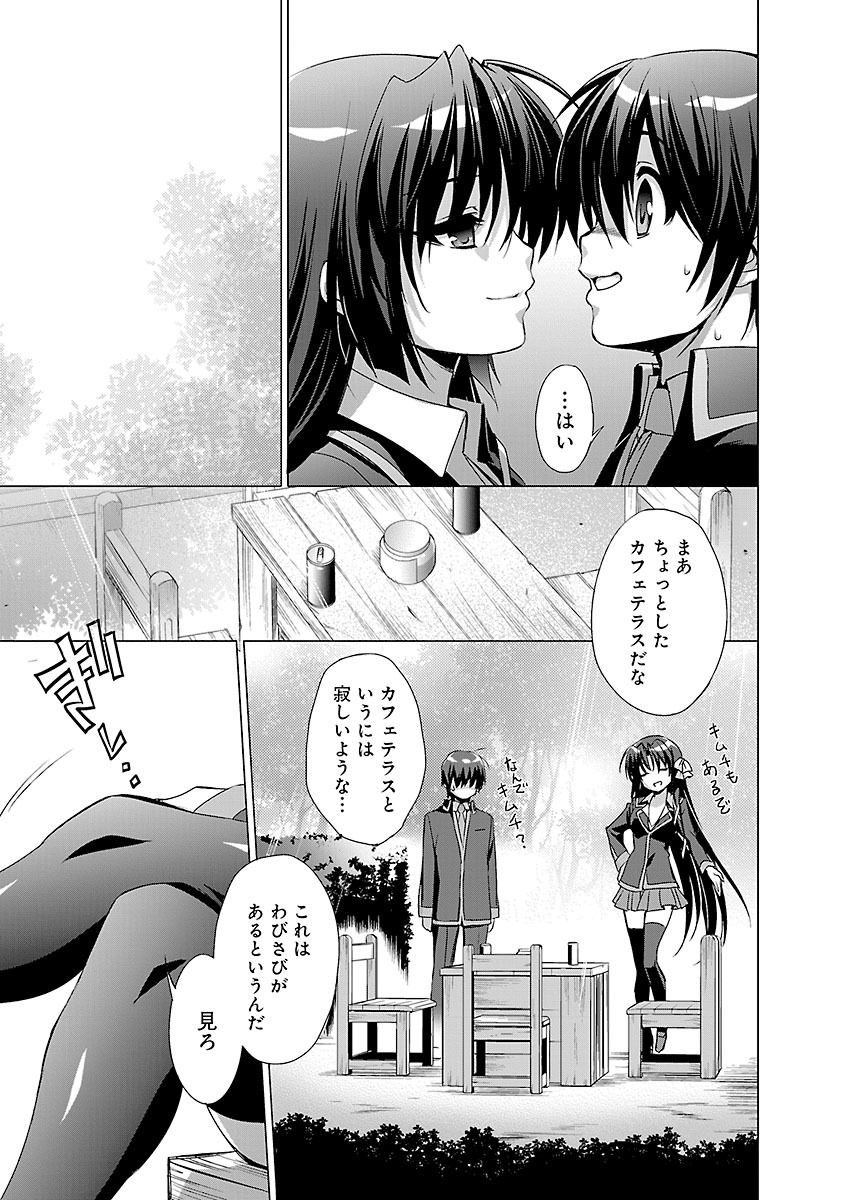 …はい
まあ
ちょっとした
カフェテラスだな
キムチも
あるぞ
なんで
キムチ？
カフェテラスと
いうには
寂しいような…
ぎし…
これは
わびさびが
あるというんだ
見ろ